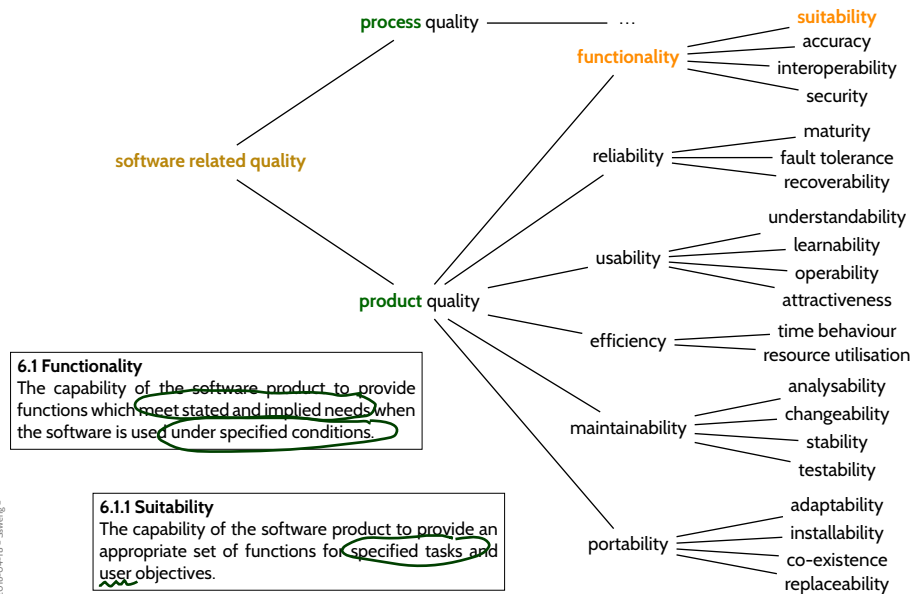 process quality
...
suitability
functionality
accuracy
interoperability
security
software related quality
reliability
maturity
fault tolerance
recoverability
usability
understandability
learnability
operability
attractiveness
product quality
efficiency
time behaviour
resource utilisation
6.1 Functionality
The capability of the software product to provide
functions which meet stated and implied needs when
the software is used under specified conditions.
maintainability
analysability
changeability
stability
testability
6.1.1 Suitability
The capability of the software product to provide an
appropriate set of functions for specified tasks and
user objectives.
portability
adaptability
installability
co-existence
replaceability